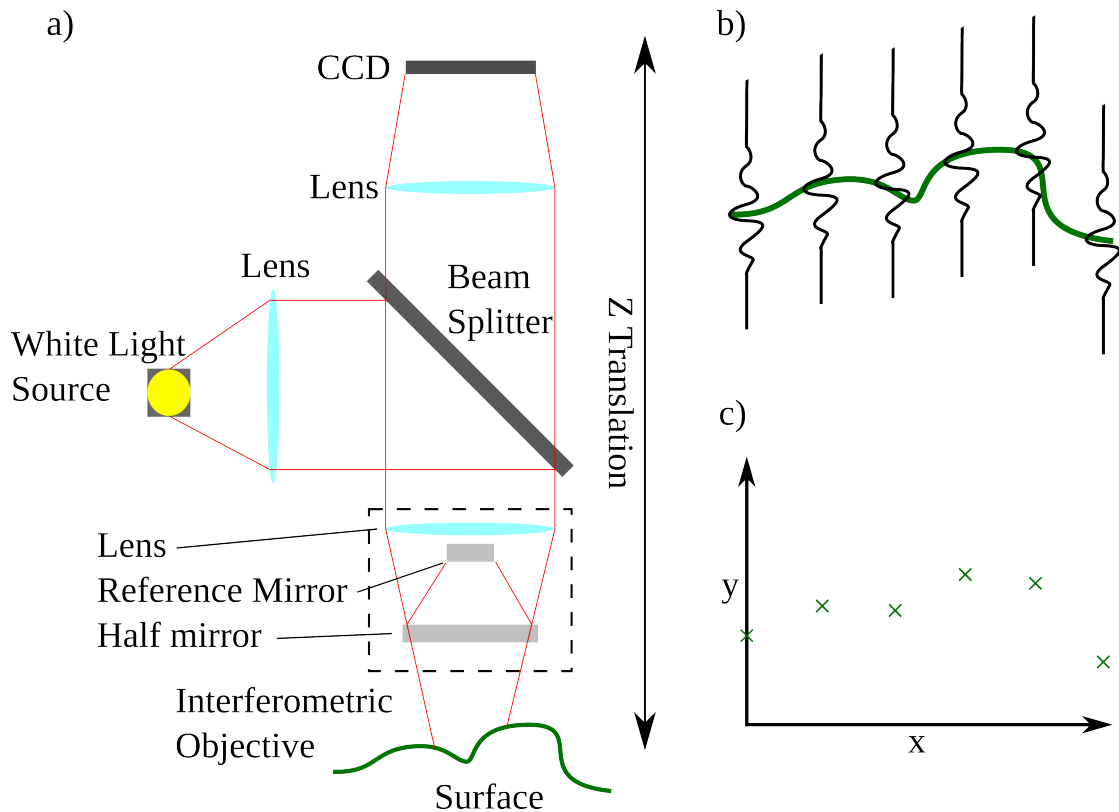 a)
CCD
Lens
Lens
Beam
Splitter
White Light
Source
Z Translation
Lens
Reference Mirror
Half mirror
Interferometric
Objective
Surface
b)
c)
y
x